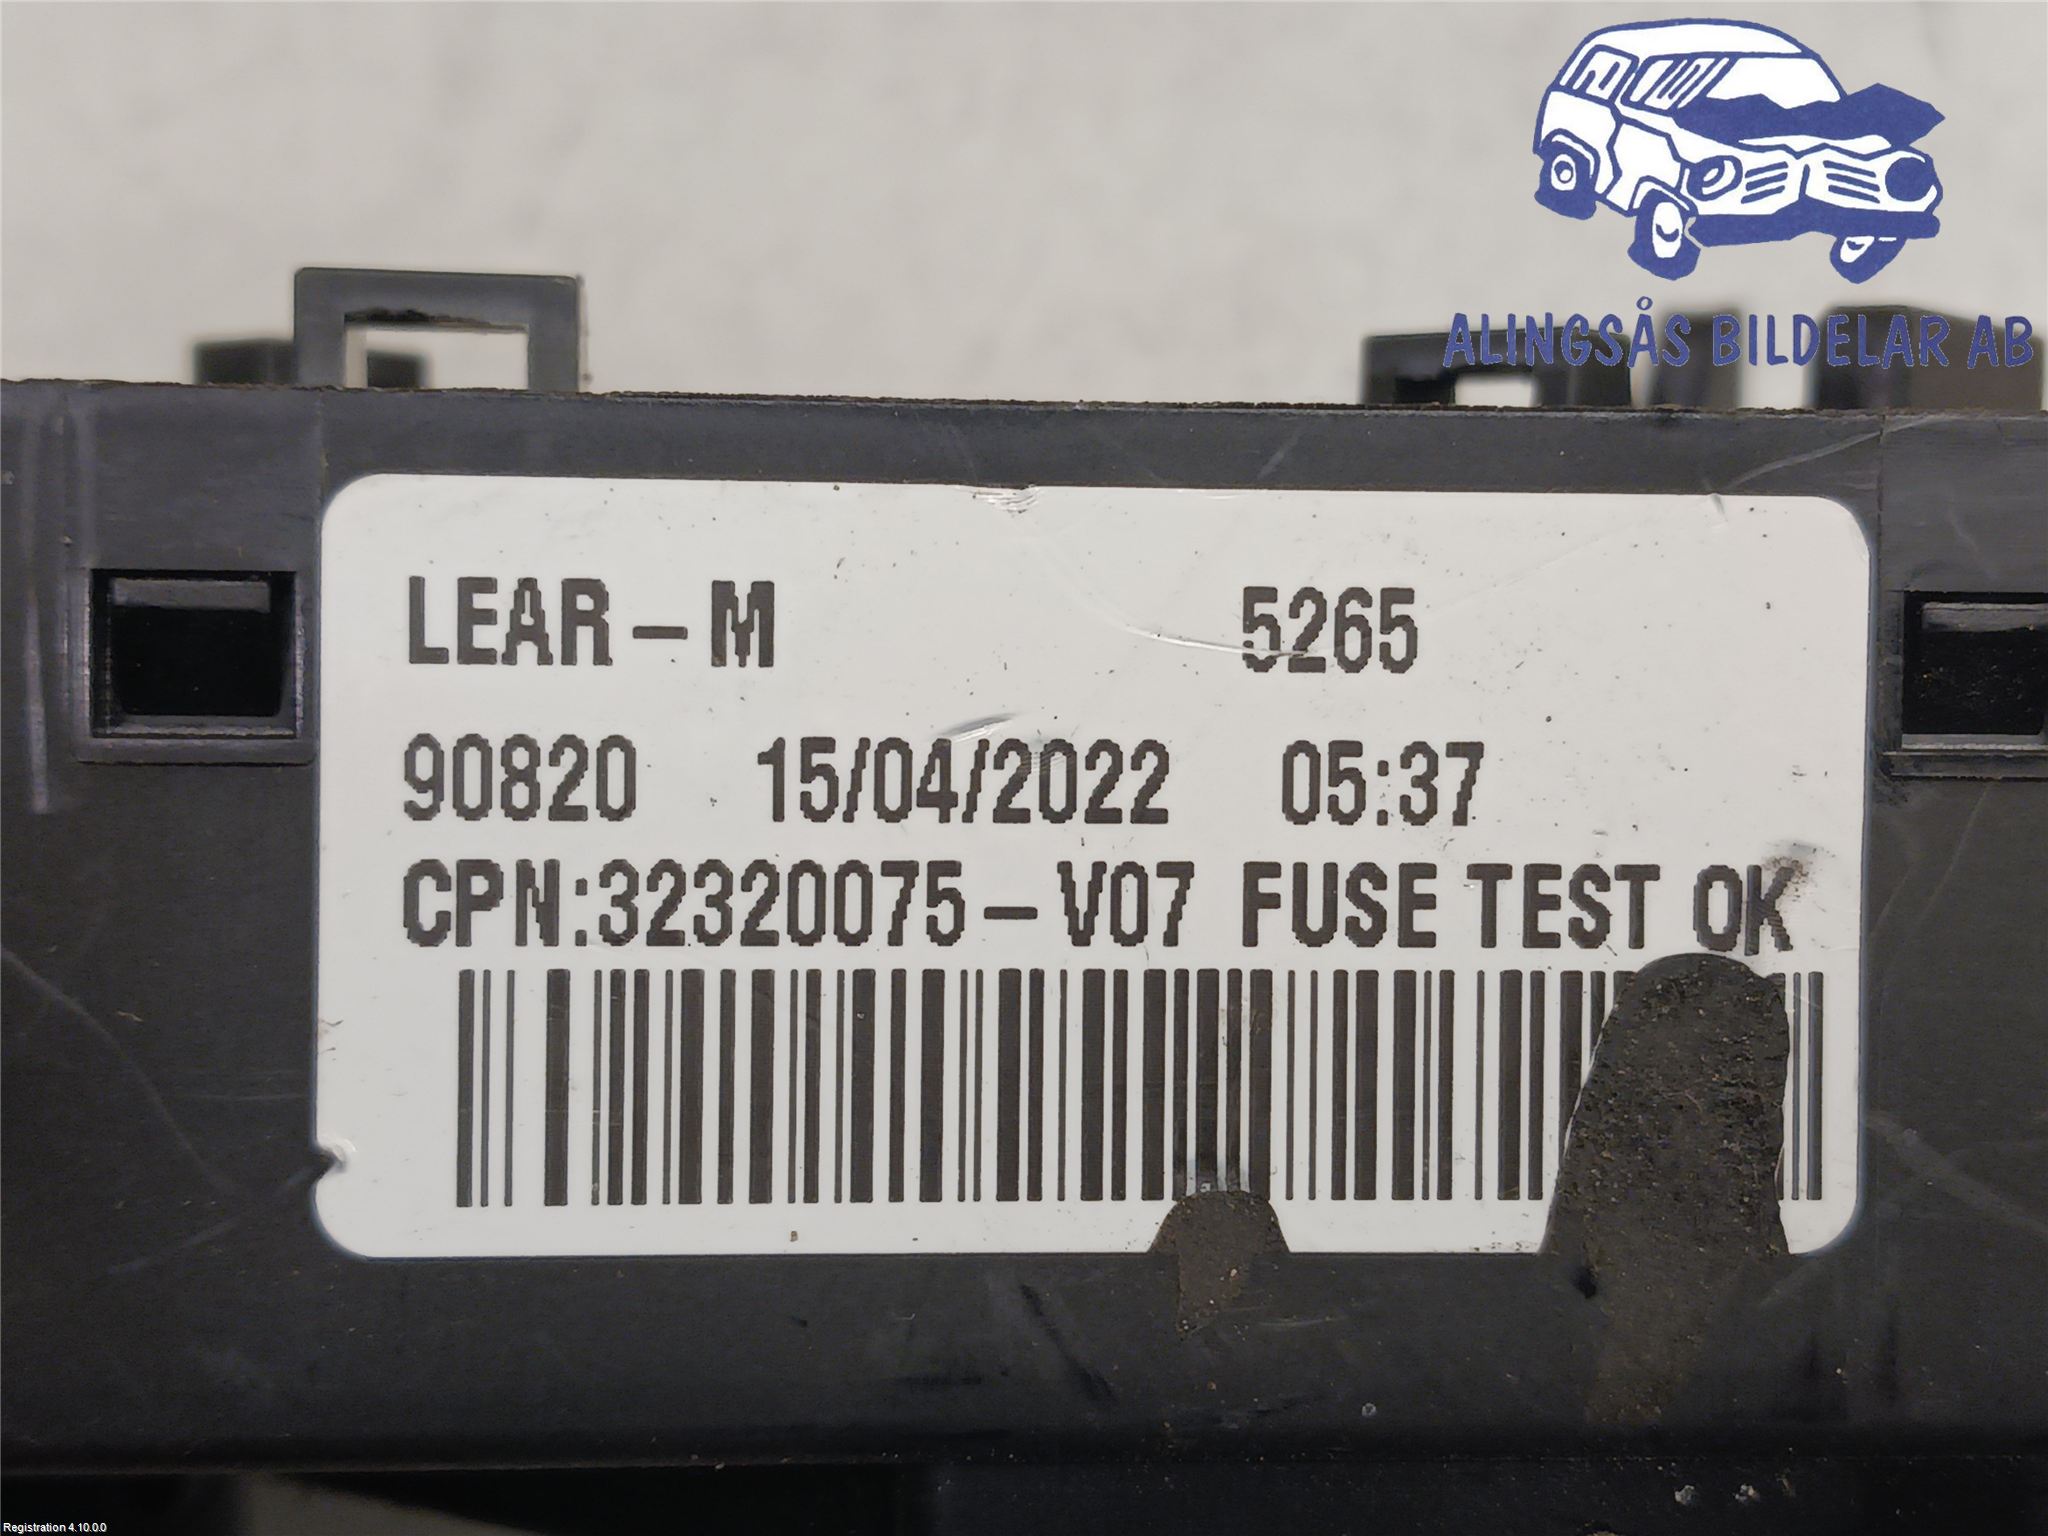 ALINGSÅS BILDELAR AB
LEAR-M 5265
90820 15/04/2022 05:37
CPN:32320075-V07 FUSE TEST OK
Registration 4.10.0.0